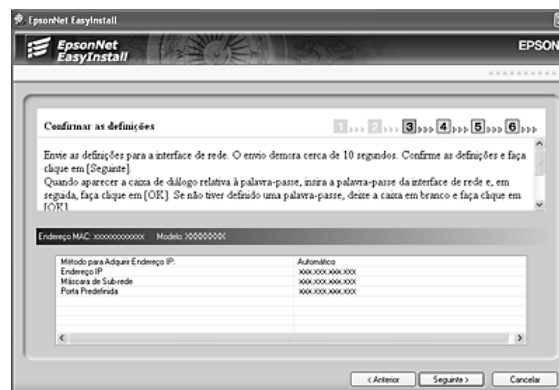 EpsonNet EasyInstall
EpsonNet
EasyInstall
EPSON
Confirmar as definições
1 2 3 4 5 6
Envie as definições para a interface de rede. O envio demora cerca de 10 segundos. Confirme as definições e faça
clique em [Seguinte].
Quando aparecer a caixa de diálogo relativa à palavra-passe, insira a palavra-passe da interface de rede e, em
seguida, faça clique em [OK]. Se não tiver definido uma palavra-passe, deixe a caixa em branco e faça clique em
[OK].
Endereço MAC: XXXXXXXXXXXX Modelo: XXXXXXXX
Método para Adquirir Endereço IP: Automático
Endereço IP XXX.XXX.XXX.XXX
Máscara de Sub-rede XXX.XXX.XXX.XXX
Porta Predefinida XXX.XXX.XXX.XXX
< Anterior Seguinte > Cancelar